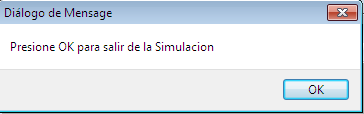 Diálogo de Mensage
Presione OK para salir de la Simulacion
OK